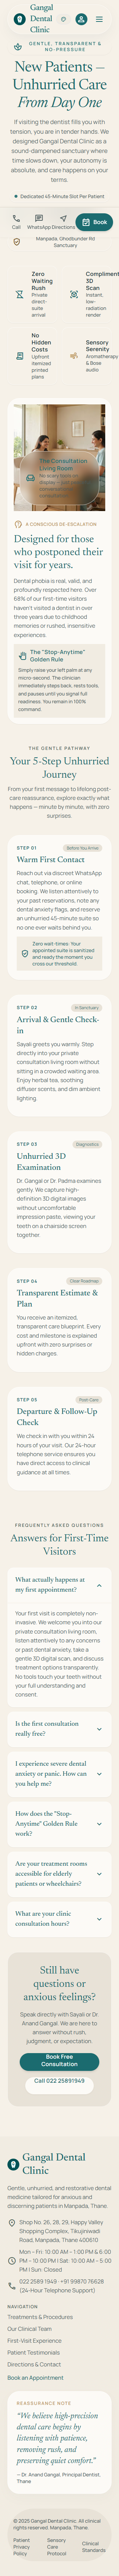 Gangal
Dental
Clinic
DENTLE, TRANSPARENT &
NO-PRESSURE
New Patients —
Unhurried Care
From Day One
If visiting the dentist fills you with
tension, you are in tender hands. We
designed Gangal Dental Clinic as a
sound-dampened sanctuary where
time slows down, your autonomy is
absolute, and procedures happen
on your terms.
Dedicated 45-Minute Slot Per Patient
Call
WhatsApp
Directions
Book
Manpada, Ghodbunder Rd
Sanctuary
Zero
Waiting
Rush
Private
direct-
suite
arrival
Compliment
3D
Scan
Instant,
low-
radiation
render
No
Hidden
Costs
Upfront
itemized
printed
plans
Sensory
Serenity
Aromatherapy
& Bose
audio
The Consultation
Living Room
A CONSCIOUS DE-ESCALATION
Designed for those
who postponed their
visit for years.
Dental phobia is real, valid, and
profoundly respected here. Over
68% of our first-time visitors
haven't visited a dentist in over
three years due to childhood
memories or rushed, insensitive
experiences.
The "Stop-Anytime"
Golden Rule
Simply raise your left palm at any
micro-second. The clinician
immediately steps back, rests tools,
and pauses until you signal full
readiness. You remain in 100%
command.
THE GENTLE PATHWAY
Your 5-Step Unhurried
Journey
From your first message to lifelong post-
care reassurance, explore exactly what
happens — minute by minute, with zero
surprises.
STEP 01
Before You Arrive
Warm First Contact
Reach out via discreet WhatsApp
chat, telephone, or online
booking. We listen attentively to
your past reservations, note any
dental anxiety flags, and reserve
an unhurried 45-minute suite so
no one ever waits behind you.
Zero wait-times: Your
appointed suite is sanitized
and ready the moment you
cross our threshold.
STEP 02
In Sanctuary
Arrival & Gentle Check-
in
Sayali greets you warmly. Step
directly into your private
consultation living room without
sitting in a crowded waiting area.
Enjoy herbal tea, soothing
diffuser scents, and dim ambient
lighting.
STEP 03
Diagnostics
Unhurried 3D
Examination
Dr. Gangal or Dr. Padma examines
gently. We capture high-
definition 3D digital images
without uncomfortable
impression paste, viewing your
teeth on a chairside screen
together.
STEP 04
Clear Roadmap
Transparent Estimate &
Plan
You receive an itemized,
transparent fee blueprint. Every
cost and milestone is explained
upfront with zero surprises or
hidden charges.
STEP 05
Post-Care
Departure & Follow-Up
Check
We check in with you within 24
hours of your visit. Our 24-hour
telephone service ensures you
have direct access to clinical
guidance at all times.
FREQUENTLY ASKED QUESTIONS
Answers for First-Time
Visitors
What actually happens at
my first appointment?
Your first visit is completely non-
invasive. We welcome you into our
private consultation living room,
listen attentively to any concerns
or past dental anxiety, take a
gentle 3D digital scan, and discuss
treatment options transparently.
No tools touch your teeth without
your full understanding and
consent.
Is the first consultation
really free?
I experience severe dental
anxiety or panic. How can
you help me?
How does the "Stop-
Anytime" Golden Rule
work?
Are your treatment rooms
accessible for elderly
patients or wheelchairs?
What are your clinic
consultation hours?
Still have
questions or
anxious feelings?
Speak directly with Sayali or Dr.
Anand Gangal. We are here to
answer without rush,
judgment, or expectation.
Book Free
Consultation
Call 022 25891949
Gangal Dental
Clinic
Gentle, unhurried, and restorative dental
medicine tailored for anxious and
discerning patients in Manpada, Thane.
Shop No. 26, 28, 29, Happy Valley
Shopping Complex, Tikujiniwadi
Road, Manpada, Thane 400610
Mon – Fri: 10:00 AM – 1:00 PM & 6:00
PM – 10:00 PM | Sat: 10:00 AM – 5:00
PM | Sun: Closed
022 2589 1949 · +91 99870 76628
(24-Hour Telephone Support)
NAVIGATION
Treatments & Procedures
Our Clinical Team
First-Visit Experience
Patient Testimonials
Directions & Contact
Book an Appointment
REASSURANCE NOTE
“We believe high-precision
dental care begins by
listening with patience,
removing rush, and
preserving quiet comfort.”
— Dr. Anand Gangal, Principal Dentist,
Thane
© 2025 Gangal Dental Clinic. All clinical
rights reserved. Manpada, Thane.
Patient
Privacy
Policy
Sensory
Care
Protocol
Clinical
Standards